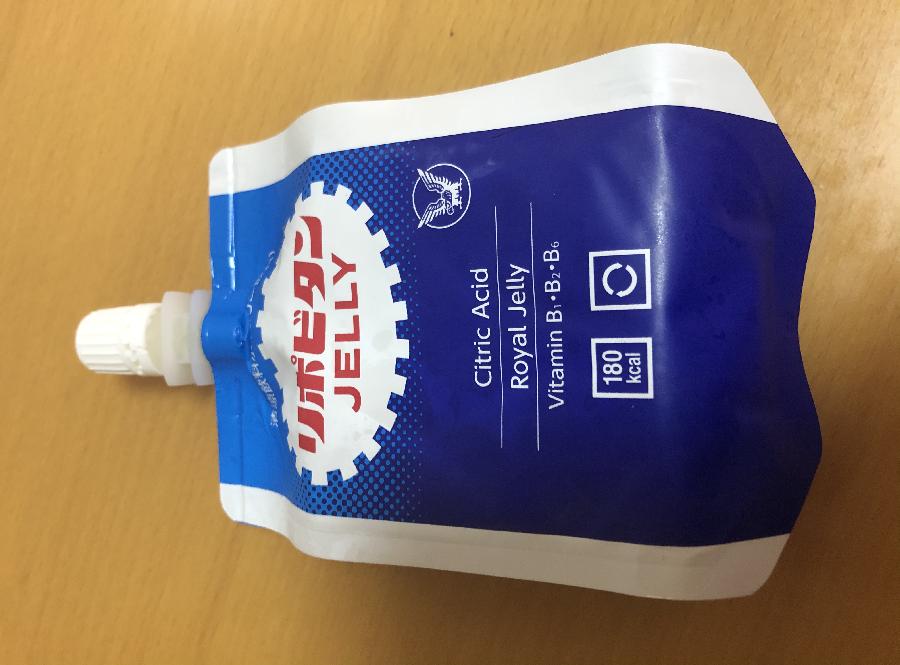 リポビタン
JELLY
Citric Acid
Royal Jelly
Vitamin B₁・B₂・B₆
180
kcal